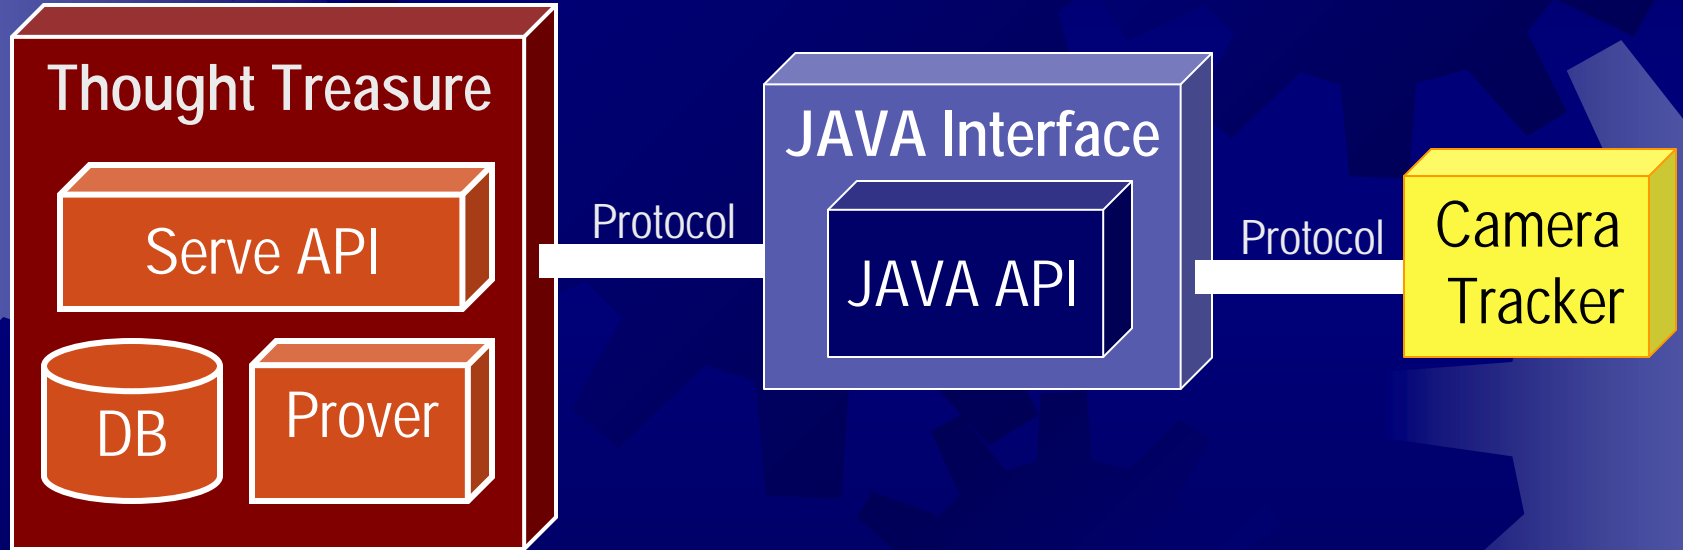 Thought Treasure
Serve API
DB
Prover
Protocol
JAVA Interface
JAVA API
Protocol
Camera
Tracker